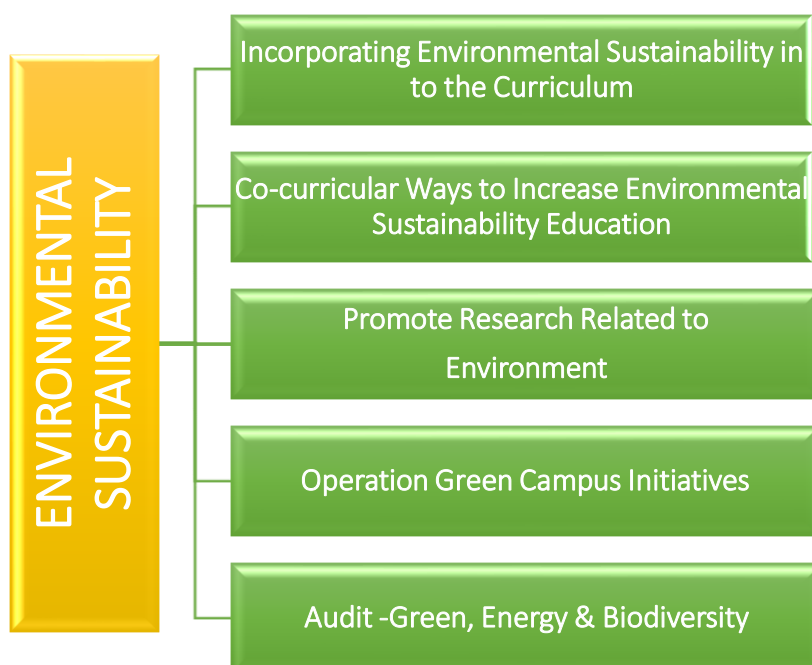 ENVIRONMENTAL
SUSTAINABILITY
Incorporating Environmental Sustainability in
to the Curriculum
Co-curricular Ways to Increase Environmental
Sustainability Education
Promote Research Related to
Environment
Operation Green Campus Initiatives
Audit -Green, Energy & Biodiversity